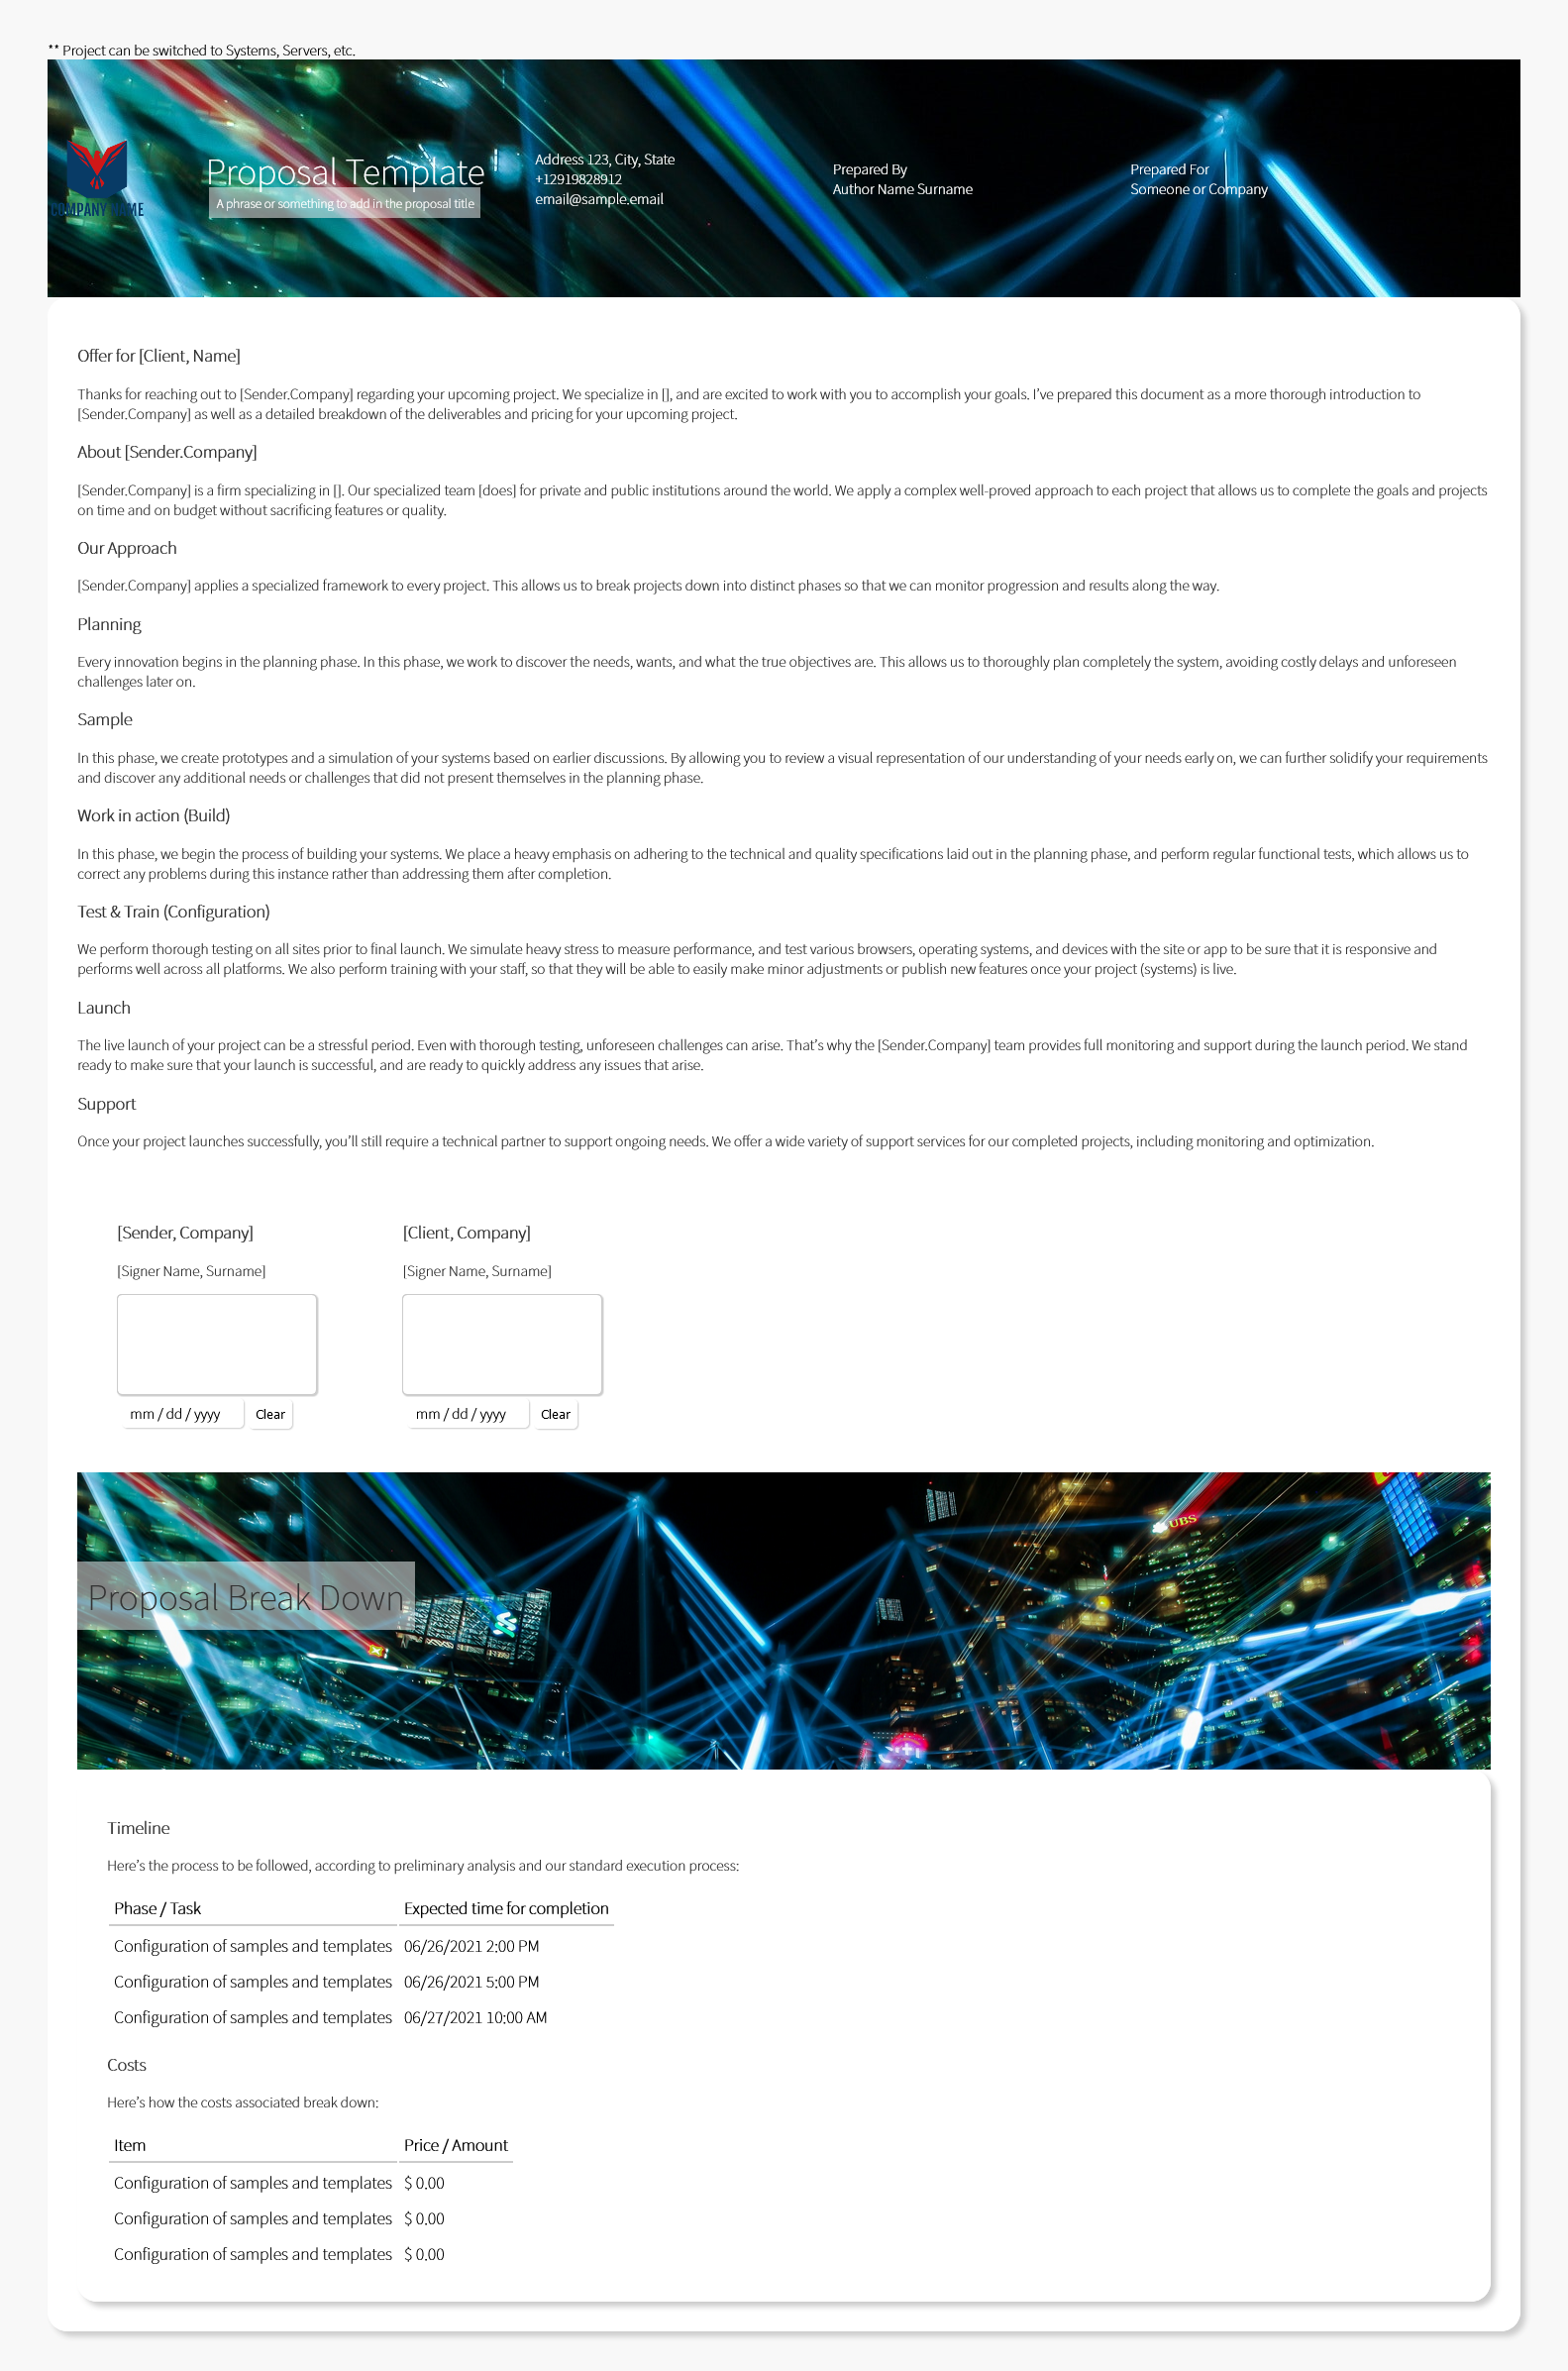 ** Project can be switched to Systems, Servers, etc.
COMPANY NAME
Proposal Template
A phrase or something to add in the proposal title
Address 123, City, State
+12919828912
email@sample.email
Prepared By
Author Name Surname
Prepared For
Someone or Company
Offer for [Client, Name]
Thanks for reaching out to [Sender.Company] regarding your upcoming project. We specialize in [], and are excited to work with you to accomplish your goals. I’ve prepared this document as a more thorough introduction to
[Sender.Company] as well as a detailed breakdown of the deliverables and pricing for your upcoming project.
About [Sender.Company]
[Sender.Company] is a firm specializing in []. Our specialized team [does] for private and public institutions around the world. We apply a complex well-proved approach to each project that allows us to complete the goals and projects
on time and on budget without sacrificing features or quality.
Our Approach
[Sender.Company] applies a specialized framework to every project. This allows us to break projects down into distinct phases so that we can monitor progression and results along the way.
Planning
Every innovation begins in the planning phase. In this phase, we work to discover the needs, wants, and what the true objectives are. This allows us to thoroughly plan completely the system, avoiding costly delays and unforeseen
challenges later on.
Sample
In this phase, we create prototypes and a simulation of your systems based on earlier discussions. By allowing you to review a visual representation of our understanding of your needs early on, we can further solidify your requirements
and discover any additional needs or challenges that did not present themselves in the planning phase.
Work in action (Build)
In this phase, we begin the process of building your systems. We place a heavy emphasis on adhering to the technical and quality specifications laid out in the planning phase, and perform regular functional tests, which allows us to
correct any problems during this instance rather than addressing them after completion.
Test & Train (Configuration)
We perform thorough testing on all sites prior to final launch. We simulate heavy stress to measure performance, and test various browsers, operating systems, and devices with the site or app to be sure that it is responsive and
performs well across all platforms. We also perform training with your staff, so that they will be able to easily make minor adjustments or publish new features once your project (systems) is live.
Launch
The live launch of your project can be a stressful period. Even with thorough testing, unforeseen challenges can arise. That’s why the [Sender.Company] team provides full monitoring and support during the launch period. We stand
ready to make sure that your launch is successful, and are ready to quickly address any issues that arise.
Support
Once your project launches successfully, you’ll still require a technical partner to support ongoing needs. We offer a wide variety of support services for our completed projects, including monitoring and optimization.
[Sender, Company]
[Signer Name, Surname]
mm / dd / yyyy Clear
[Client, Company]
[Signer Name, Surname]
mm / dd / yyyy Clear
UBS
Proposal Break Down
Timeline
Here’s the process to be followed, according to preliminary analysis and our standard execution process:
Phase / Task Expected time for completion
Configuration of samples and templates 06/26/2021 2:00 PM
Configuration of samples and templates 06/26/2021 5:00 PM
Configuration of samples and templates 06/27/2021 10:00 AM
Costs
Here’s how the costs associated break down:
Item Price / Amount
Configuration of samples and templates $ 0.00
Configuration of samples and templates $ 0.00
Configuration of samples and templates $ 0.00